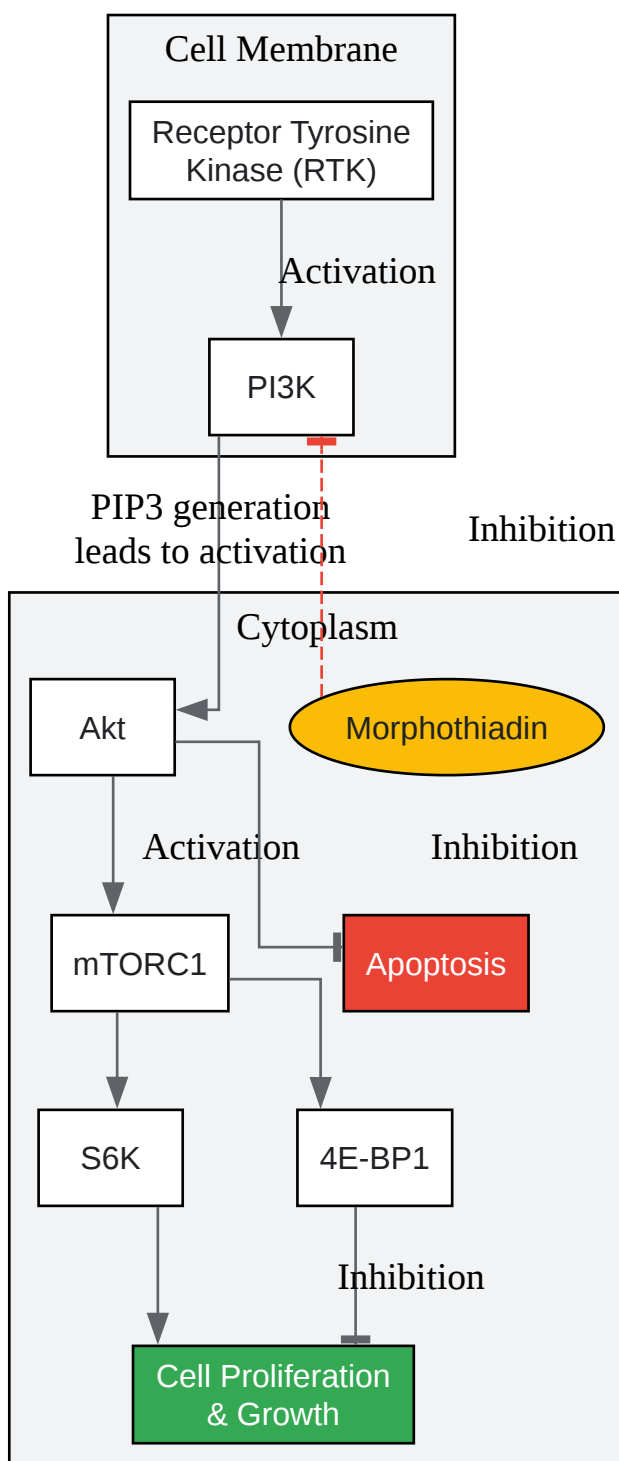 Cell Membrane
Receptor Tyrosine
Kinase (RTK)
Activation
PI3K
PIP3 generation
leads to activation
Inhibition
Cytoplasm
Akt
Morphothiadin
Activation
Inhibition
mTORC1
Apoptosis
S6K
4E-BP1
Inhibition
Cell Proliferation
& Growth